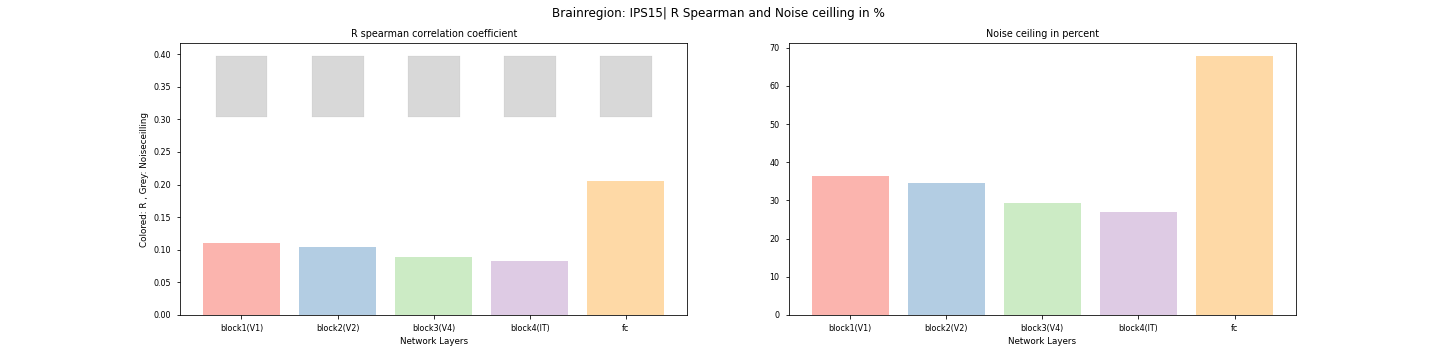 Brainregion: IPS15| R Spearman and Noise ceilling in %
R spearman correlation coefficient
Colored: R , Grey: Noiseceilling
0.40
0.35
0.30
0.25
0.20
0.15
0.10
0.05
0.00
block1(V1)
block2(V2)
block3(V4)
block4(IT)
fc
Network Layers
Noise ceiling in percent
70
60
50
40
30
20
10
0
block1(V1)
block2(V2)
block3(V4)
block4(IT)
fc
Network Layers